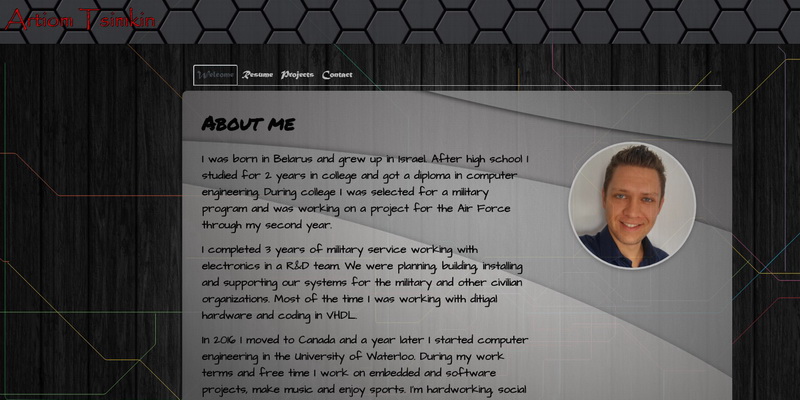 Artiom Tsimkin
Welcome Resume Projects Contact
About me
I was born in Belarus and grew up in Israel. After high school I
studied for 2 years in college and got a diploma in computer
engineering. During college I was selected for a military
program and was working on a project for the Air Force
through my second year.
I completed 3 years of military service working with
electronics in a R&D team. We were planning, building, installing
and supporting our systems for the military and other civilian
organizations. Most of the time I was working with ditigal
hardware and coding in VHDL.
In 2016 I moved to Canada and a year later I started computer
engineering in the University of Waterloo. During my work
terms and free time I work on embedded and software
projects, make music and enjoy sports. I'm hardworking, social